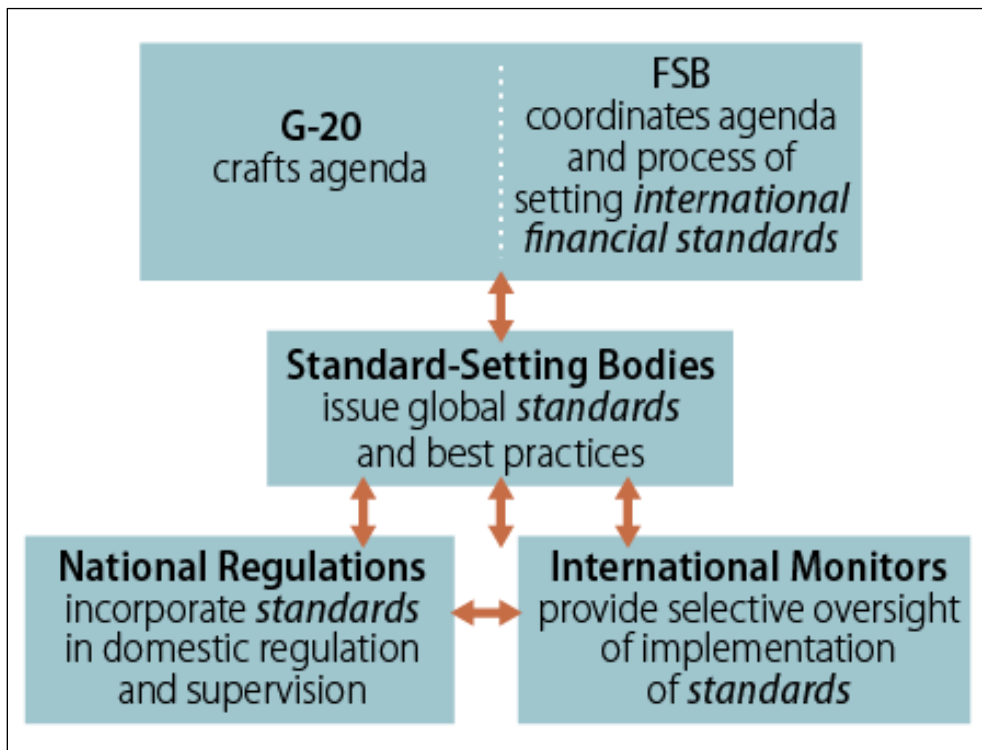 G-20
crafts agenda
FSB
coordinates agenda
and process of
setting international
financial standards
Standard-Setting Bodies
issue global standards
and best practices
National Regulations
incorporate standards
in domestic regulation
and supervision
International Monitors
provide selective oversight
of implementation
of standards